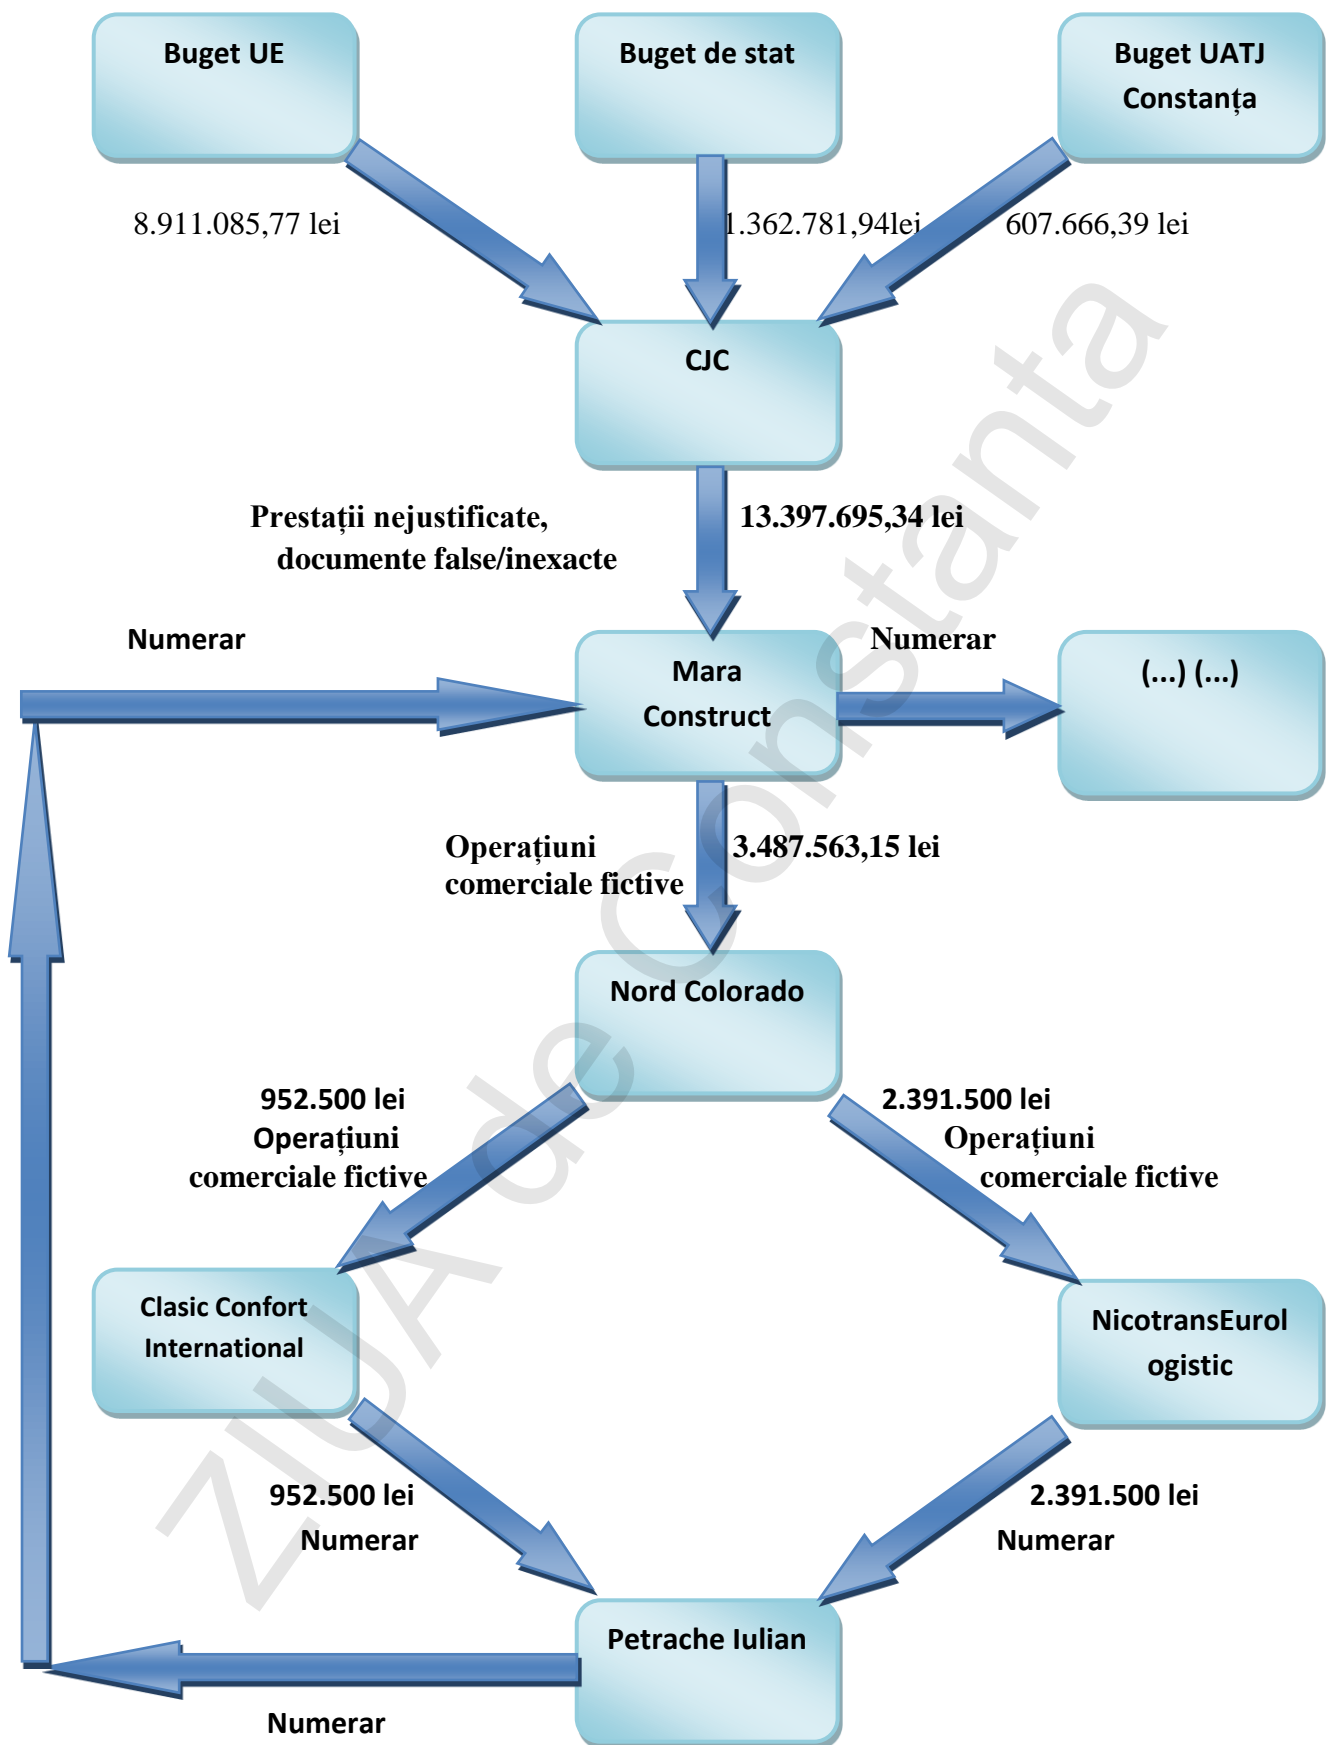 Buget UE
Buget de stat
Buget UATJ
Constanța
8.911.085,77 lei
1.362.781,94lei
607.666,39 lei
CJC
Prestații nejustificate,
documente false/inexacte
13.397.695,34 lei
Numerar
Mara
Construct
Numerar
(...) (...)
Operațiuni
comerciale fictive
3.487.563,15 lei
Nord Colorado
952.500 lei
Operațiuni
comerciale fictive
2.391.500 lei
Operațiuni
comerciale fictive
Clasic Confort
International
NicotransEurol
ogistic
952.500 lei
Numerar
2.391.500 lei
Numerar
Petrache Iulian
Numerar
ZIUA de Constanta